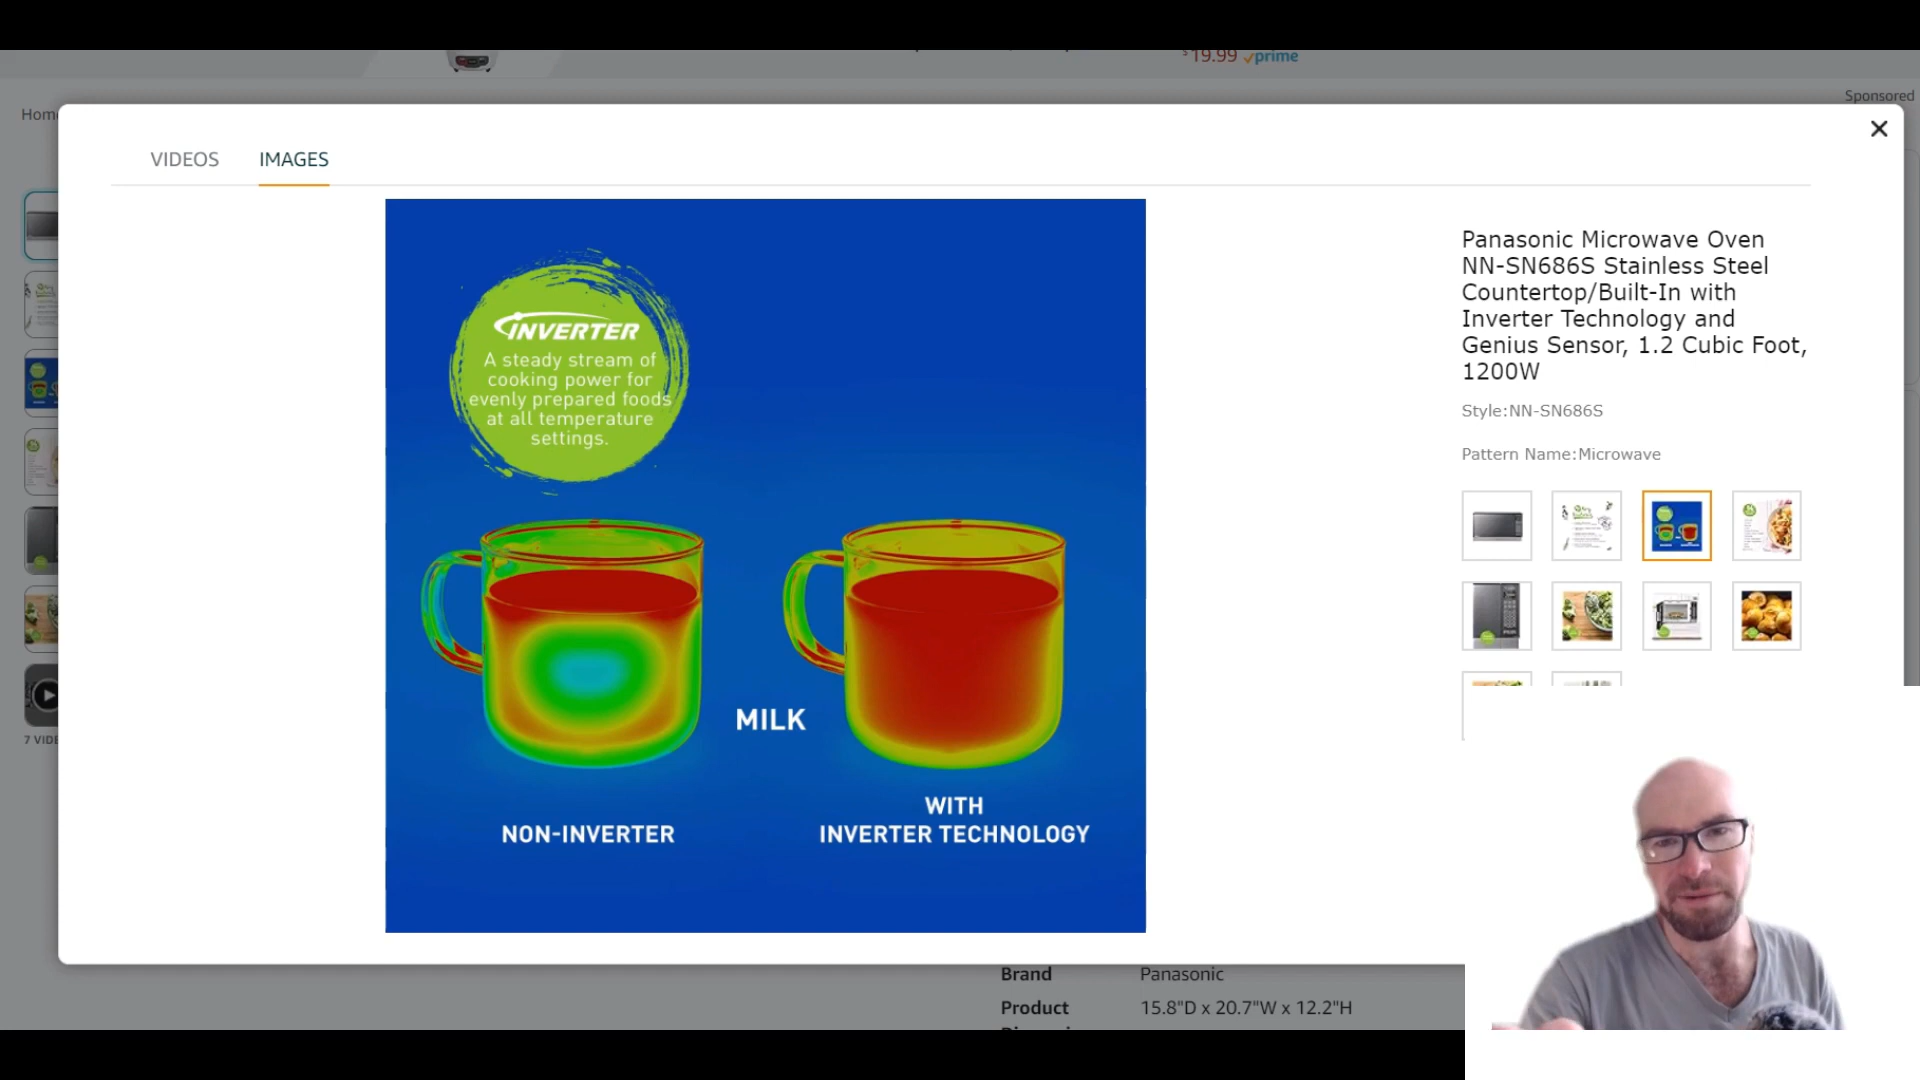 $19.99 prime
Sponsored
Hom
VIDEOS IMAGES
INVERTER
A steady stream of
cooking power for
evenly prepared foods
at all temperature
settings.
MILK
NON-INVERTER
WITH
INVERTER TECHNOLOGY
Panasonic Microwave Oven
NN-SN686S Stainless Steel
Countertop/Built-In with
Inverter Technology and
Genius Sensor, 1.2 Cubic Foot,
1200W
Style:NN-SN686S
Pattern Name:Microwave
7 VIDE
Brand Panasonic
Product 15.8"D x 20.7"W x 12.2"H